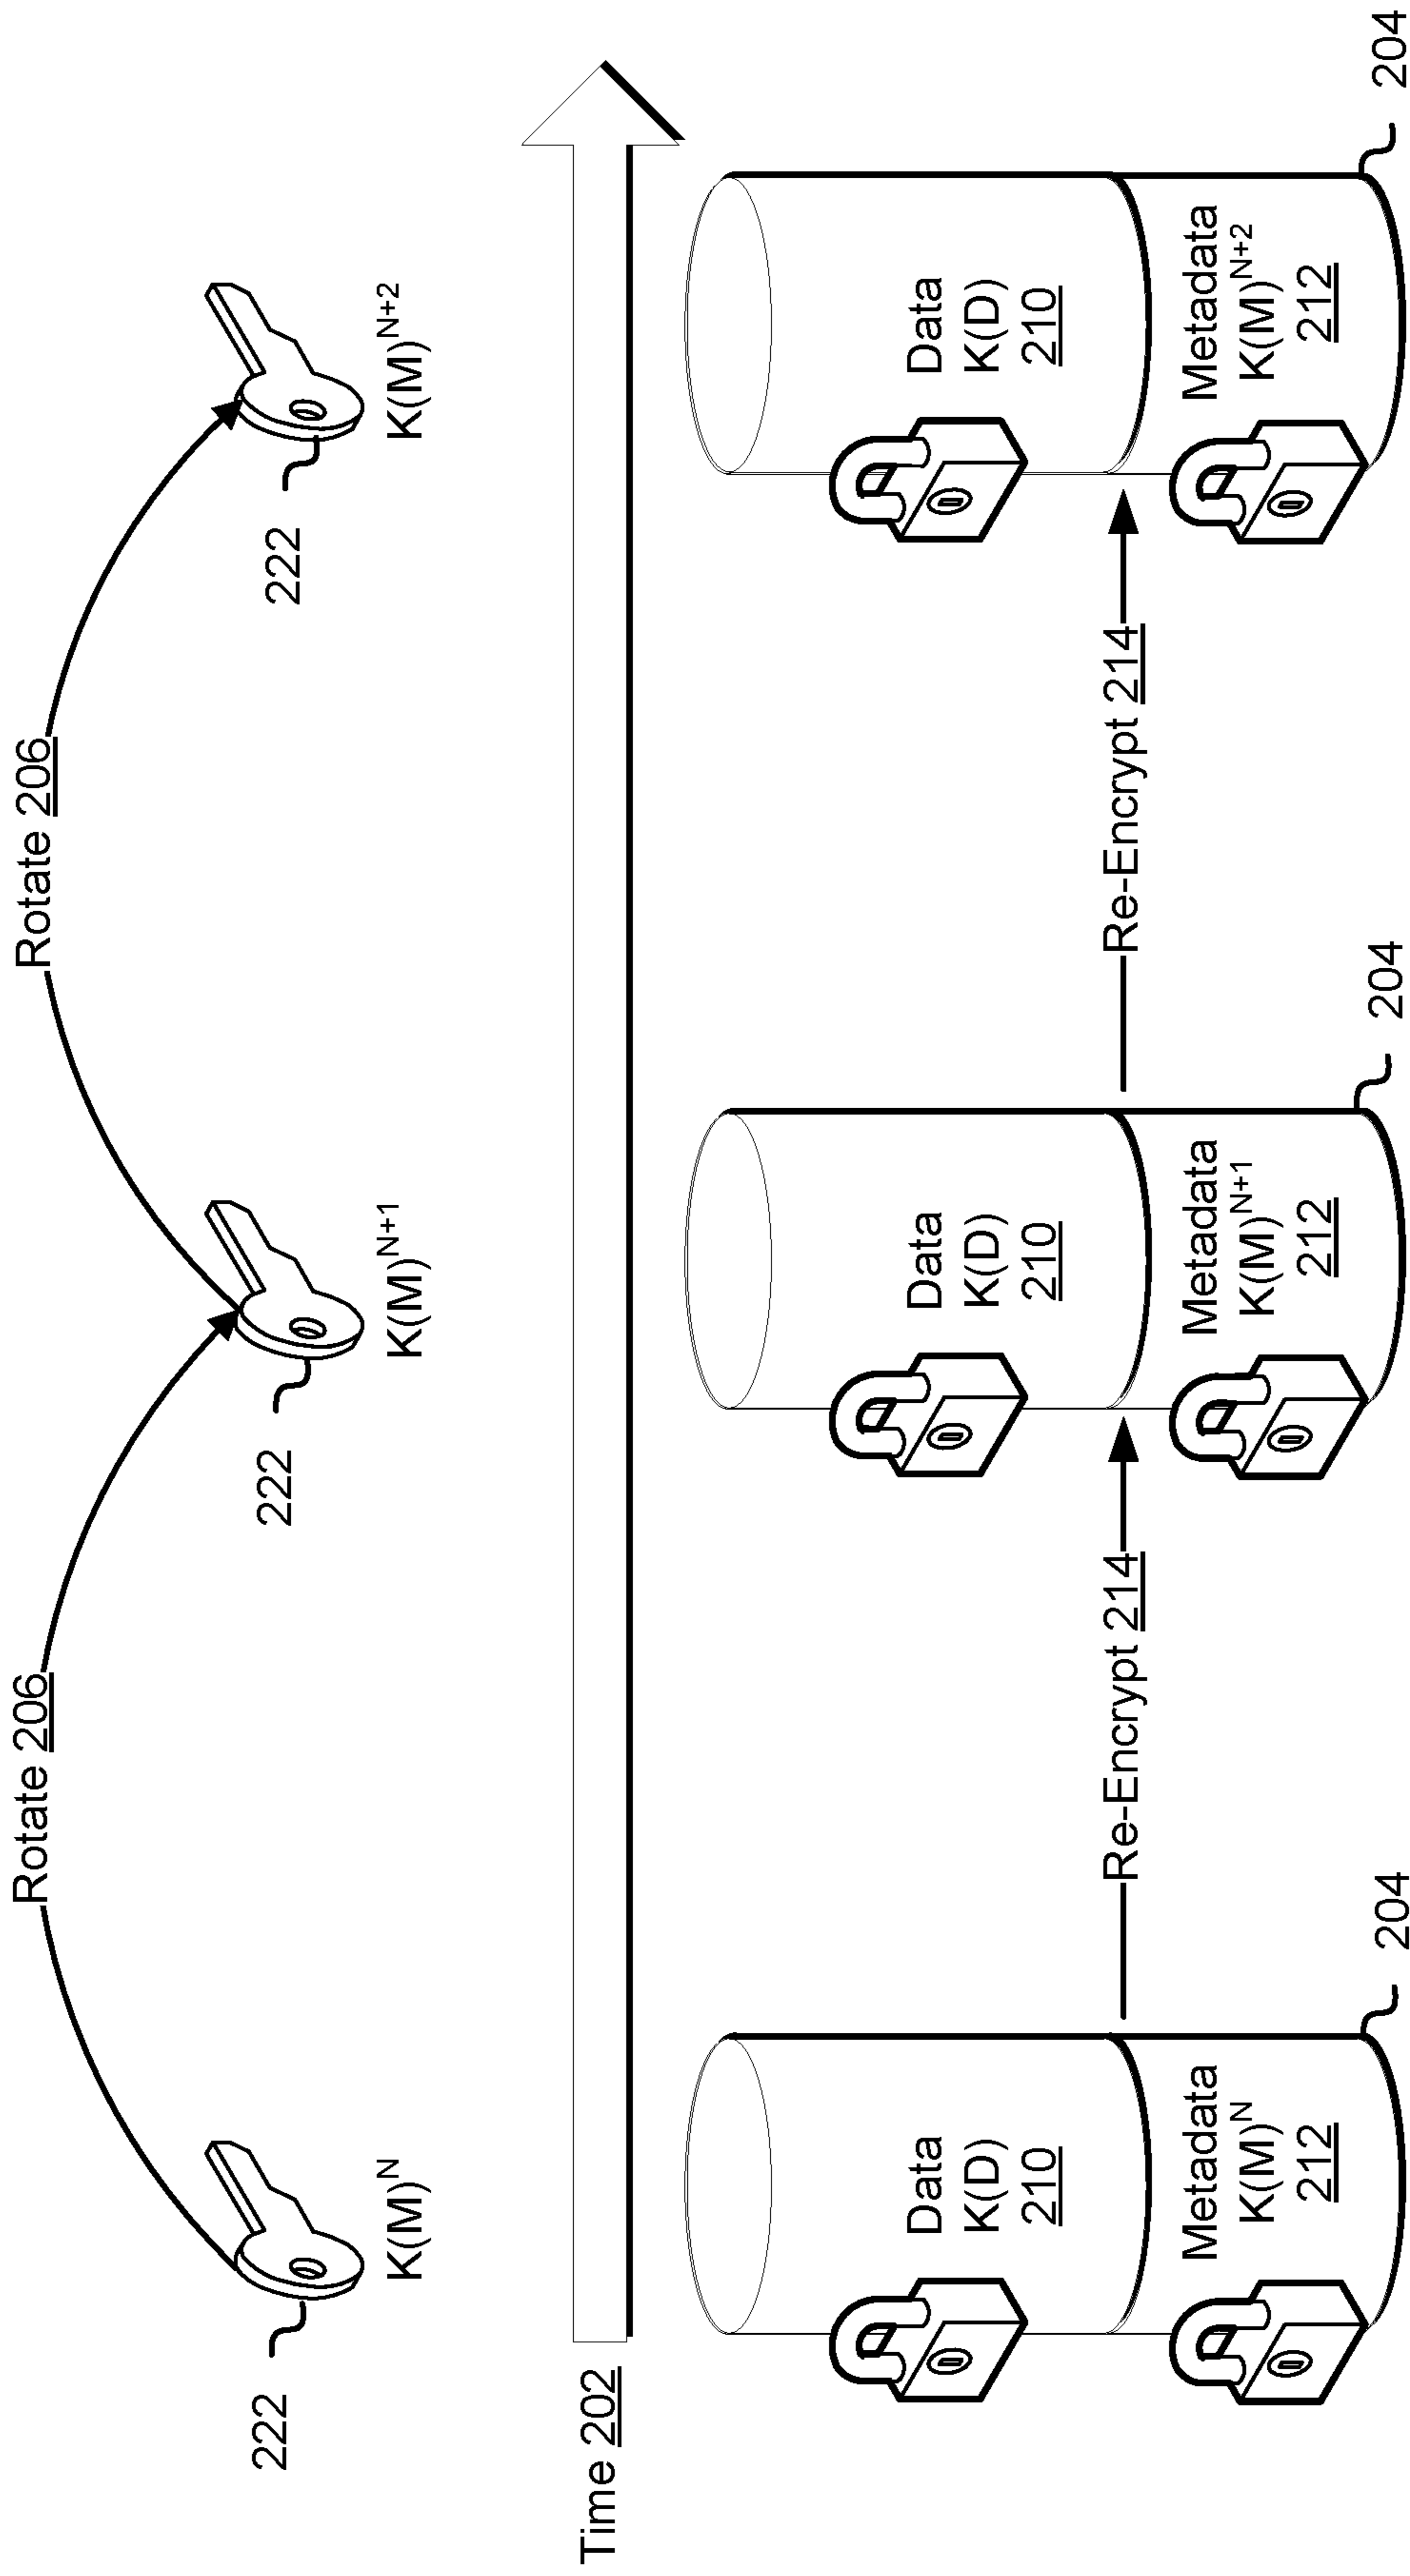 Rotate 206
Rotate 206
222
222
222
K(M)^N
K(M)^N+1
K(M)^N+2
Time 202
Data
K(D)
210
Metadata
K(M)^N
212
204
Re-Encrypt 214
Data
K(D)
210
Metadata
K(M)^N+1
212
204
Re-Encrypt 214
Data
K(D)
210
Metadata
K(M)^N+2
212
204